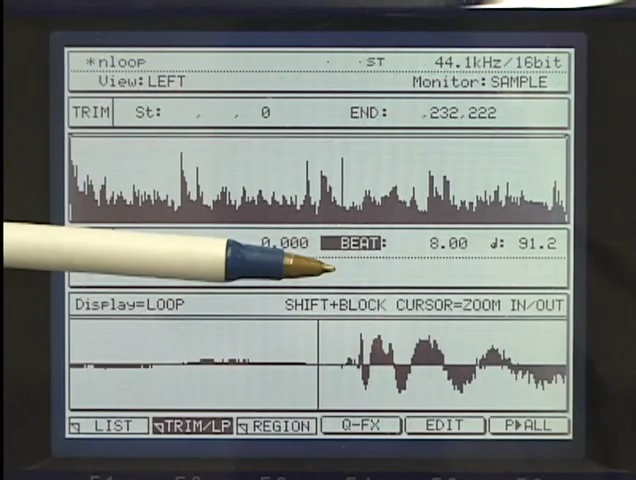 *nloop ST 44.1kHz/16bit
View:LEFT Monitor:SAMPLE
TRIM St: , , 0 END: ,232,222
0.000 BEAT: 8.00 ♩: 91.2
Display=LOOP SHIFT+BLOCK CURSOR=ZOOM IN/OUT
LIST TRIM/LP REGION Q-FX EDIT P▶ALL